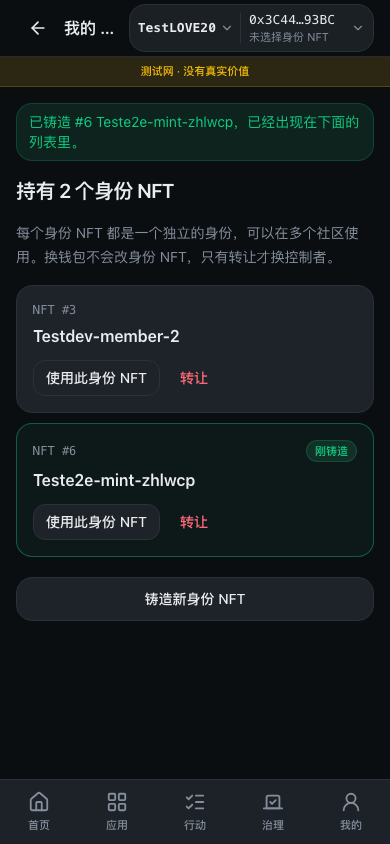 我的 ...
TestLOVE20
0x3C44…93BC
未选择身份 NFT
测试网 · 没有真实价值
已铸造 #6 Teste2e-mint-zhlwcp，已经出现在下面的
列表里。
持有 2 个身份 NFT
每个身份 NFT 都是一个独立的身份，可以在多个社区使
用。换钱包不会改身份 NFT，只有转让才换控制者。
NFT #3
Testdev-member-2
使用此身份 NFT
转让
NFT #6
刚铸造
Teste2e-mint-zhlwcp
使用此身份 NFT
转让
铸造新身份 NFT
首页
应用
行动
治理
我的